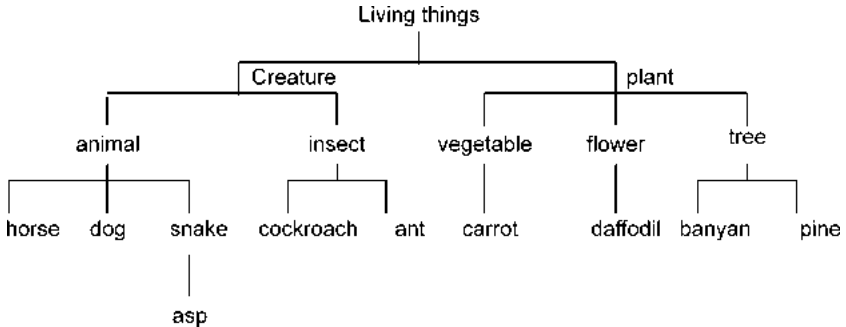 Living things
Creature plant
animal insect vegetable flower tree
horse dog snake cockroach ant carrot daffodil banyan pine
asp